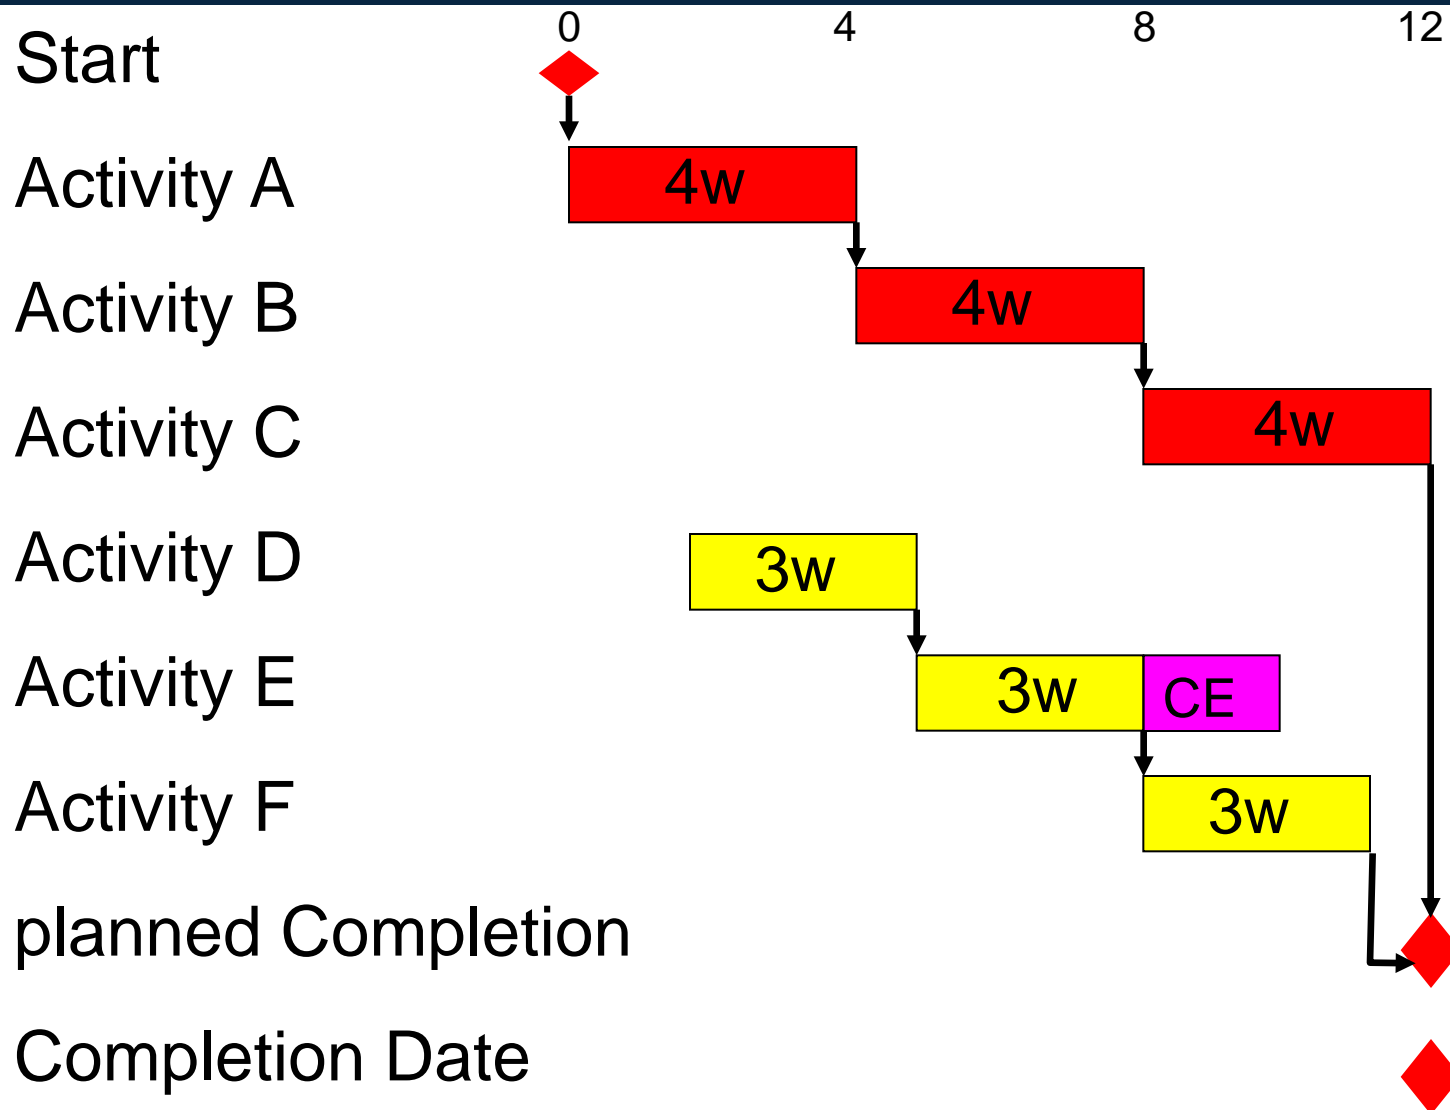 0 4 8 12
Start
Activity A 4w
Activity B 4w
Activity C 4w
Activity D 3w
Activity E 3w CE
Activity F 3w
planned Completion
Completion Date